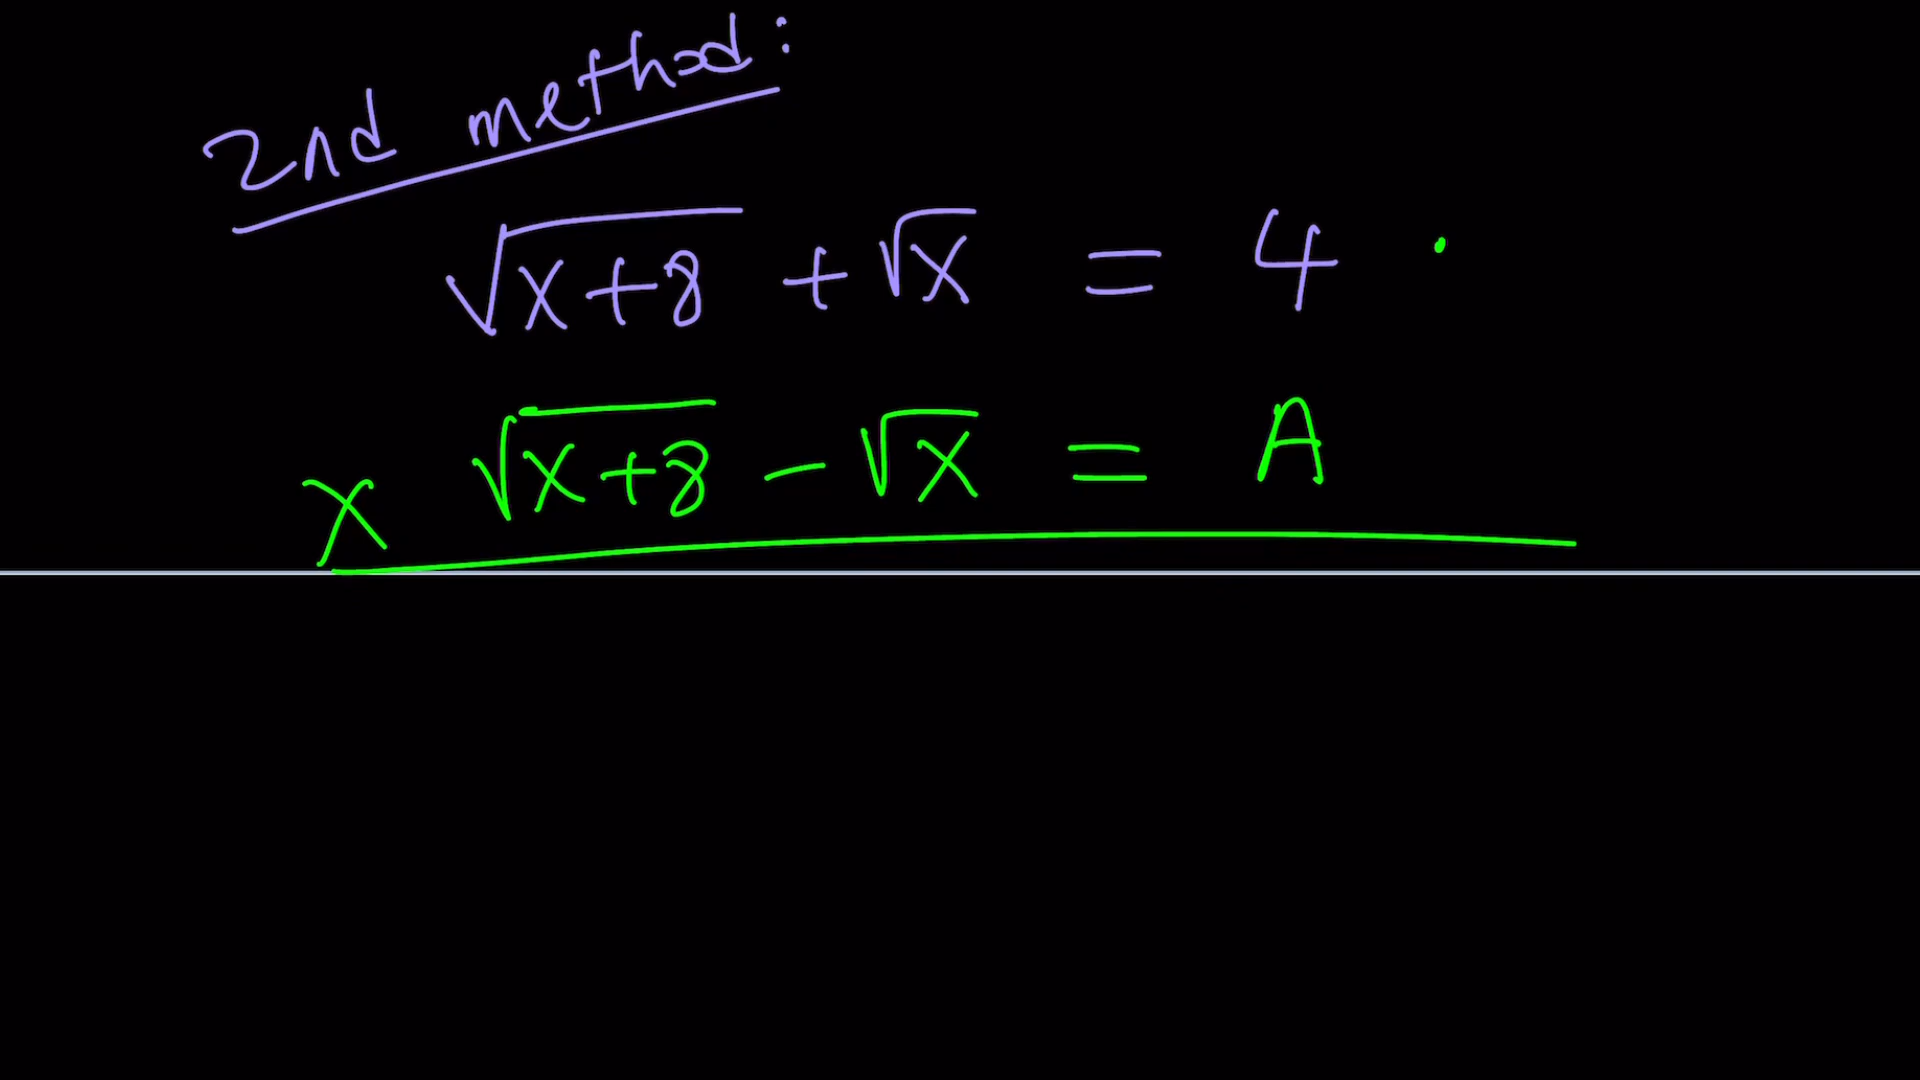 2nd method:
√(x+8) + √x = 4
x √(x+8) - √x = A